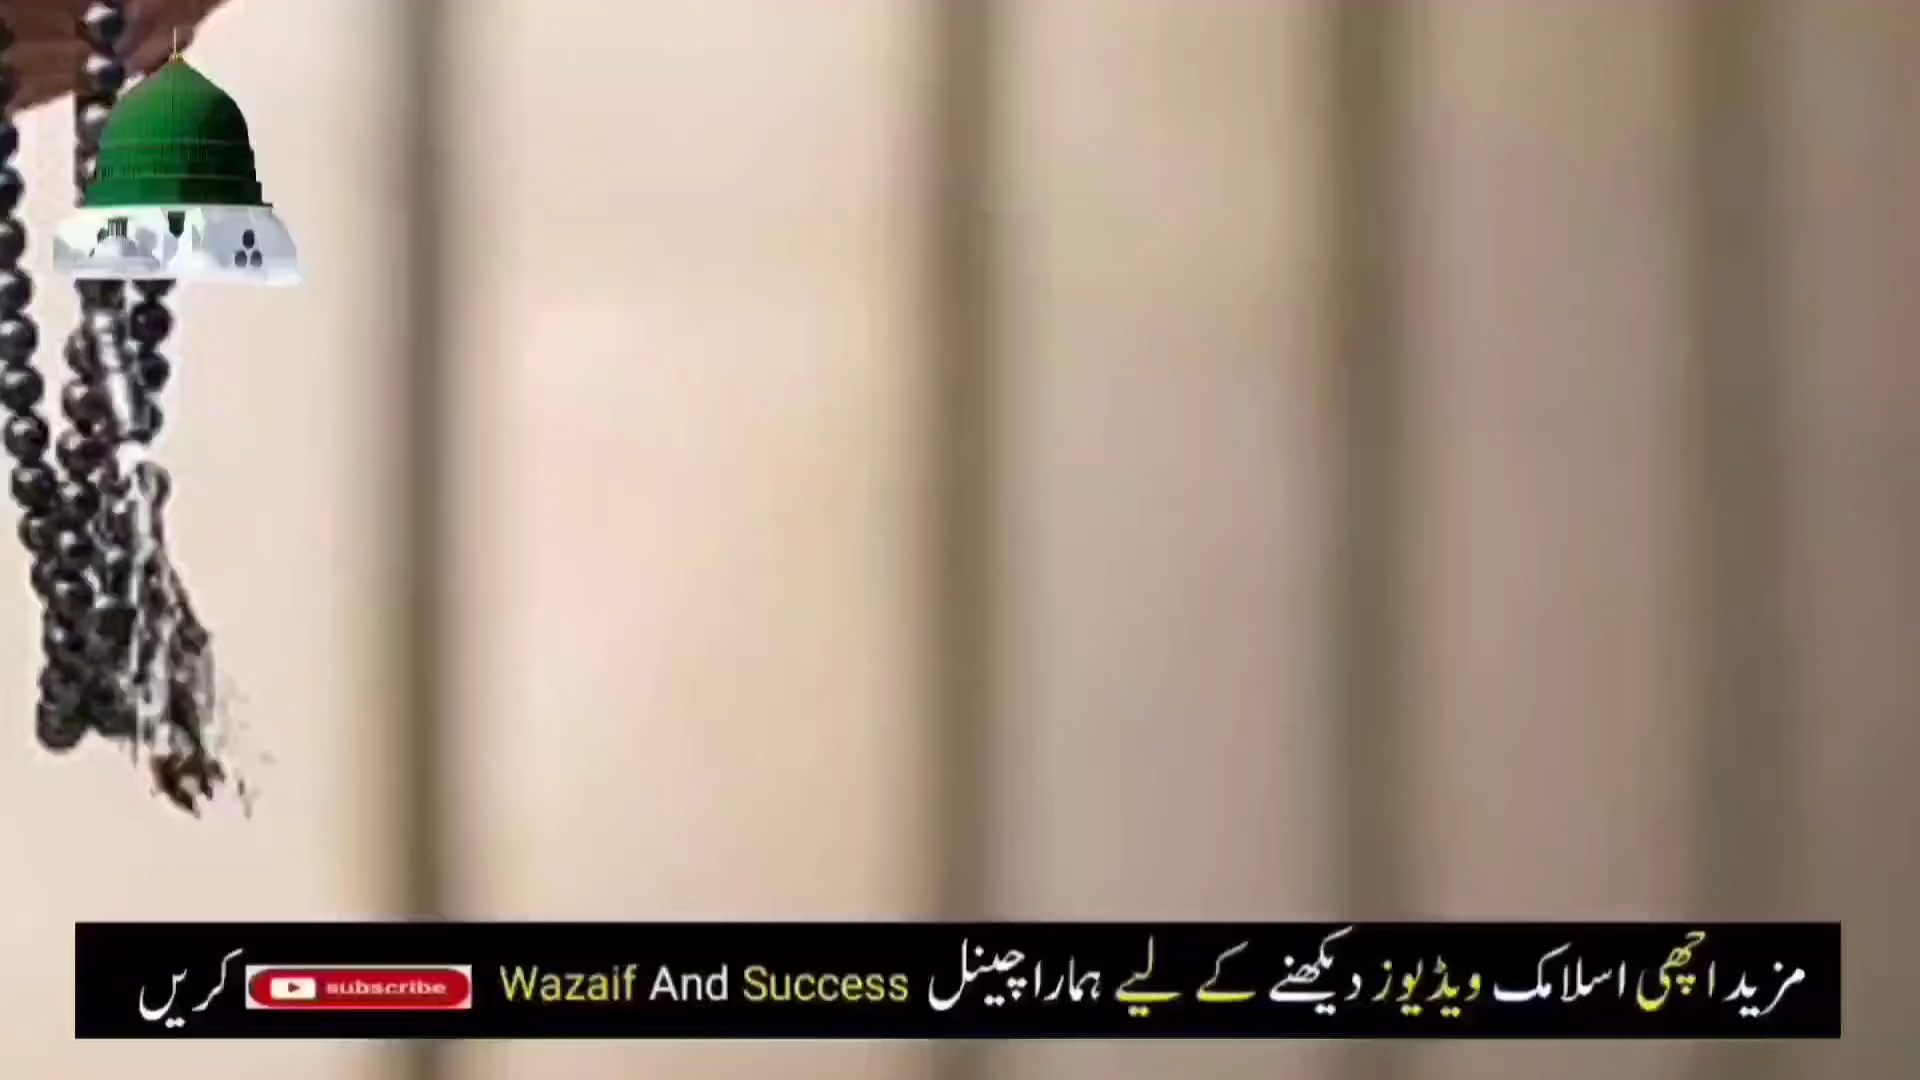 مزید اچھی اسلامک ویڈیوز دیکھنے کے لیے ہمارا چینل Wazaif And Success subscribe کریں